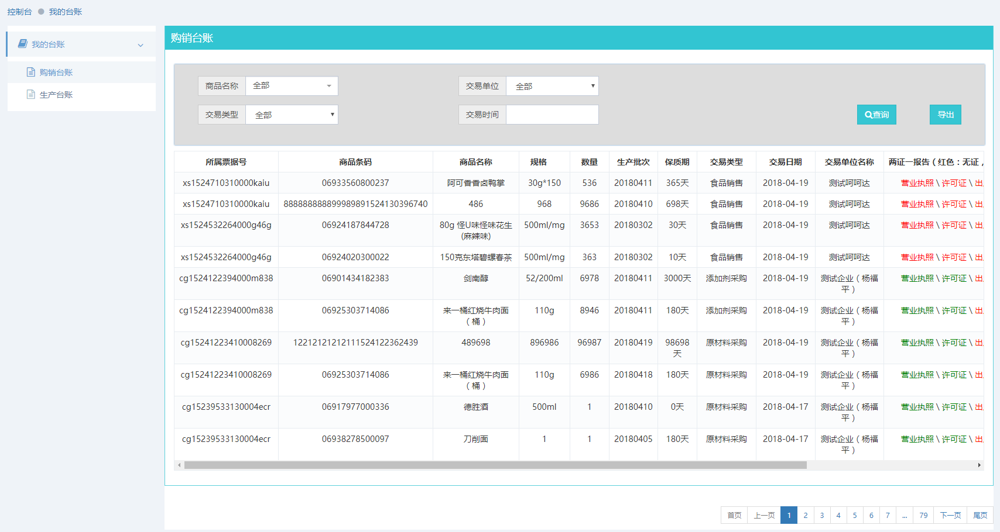 控制台 我的台账
我的台账
购销台账
生产台账
购销台账
商品名称 全部 交易单位 全部
交易类型 全部 交易时间 查询 导出
所属票据号 商品条码 商品名称 规格 数量 生产批次 保质期 交易类型 交易日期 交易单位名称 两证一报告（红色：无证，
xs1524710310000kaiu 06933560800237 阿可香香卤鸭掌 30g*150 536 20180411 365天 食品销售 2018-04-19 测试呵呵达 营业执照 \ 许可证 \ 出
xs1524710310000kaiu 8888888888999898915241303967​40 486 968 9686 20180410 698天 食品销售 2018-04-19 测试呵呵达 营业执照 \ 许可证 \ 出
xs1524532264000g46g 06924187844728 80g 怪U味怪味花生 500ml/mg 3653 20180302 30天 食品销售 2018-04-19 测试呵呵达 营业执照 \ 许可证 \ 出
(麻辣味)
xs1524532264000g46g 06924020300022 150克东塔碧螺春茶 500ml/mg 363 20180302 10天 食品销售 2018-04-19 测试呵呵达 营业执照 \ 许可证 \ 出
cg1524122394000m838 06901434182383 剑南醇 52/200ml 6978 20180411 3000天 添加剂采购 2018-04-19 测试企业（杨福 营业执照 \ 许可证 \ 出
平）
cg1524122394000m838 06925303714086 来一桶红烧牛肉面 110g 8946 20180411 180天 添加剂采购 2018-04-19 测试企业（杨福 营业执照 \ 许可证 \ 出
（桶） 平）
cg15241223410008269 12212121212111524122362439 489698 896986 96987 20180419 98698 原材料采购 2018-04-19 测试企业（杨福 营业执照 \ 许可证 \ 出
天 平）
cg15241223410008269 06925303714086 来一桶红烧牛肉面 110g 6986 20180418 180天 原材料采购 2018-04-19 测试企业（杨福 营业执照 \ 许可证 \ 出
（桶） 平）
cg15239533130004ecr 06917977000336 德胜酒 500ml 1 20180410 0天 原材料采购 2018-04-17 测试企业（杨福 营业执照 \ 许可证 \ 出
平）
cg15239533130004ecr 06938278500097 刀削面 1 1 20180405 180天 原材料采购 2018-04-17 测试企业（杨福 营业执照 \ 许可证 \ 出
平）
首页 上一页 1 2 3 4 5 6 7 ... 79 下一页 尾页